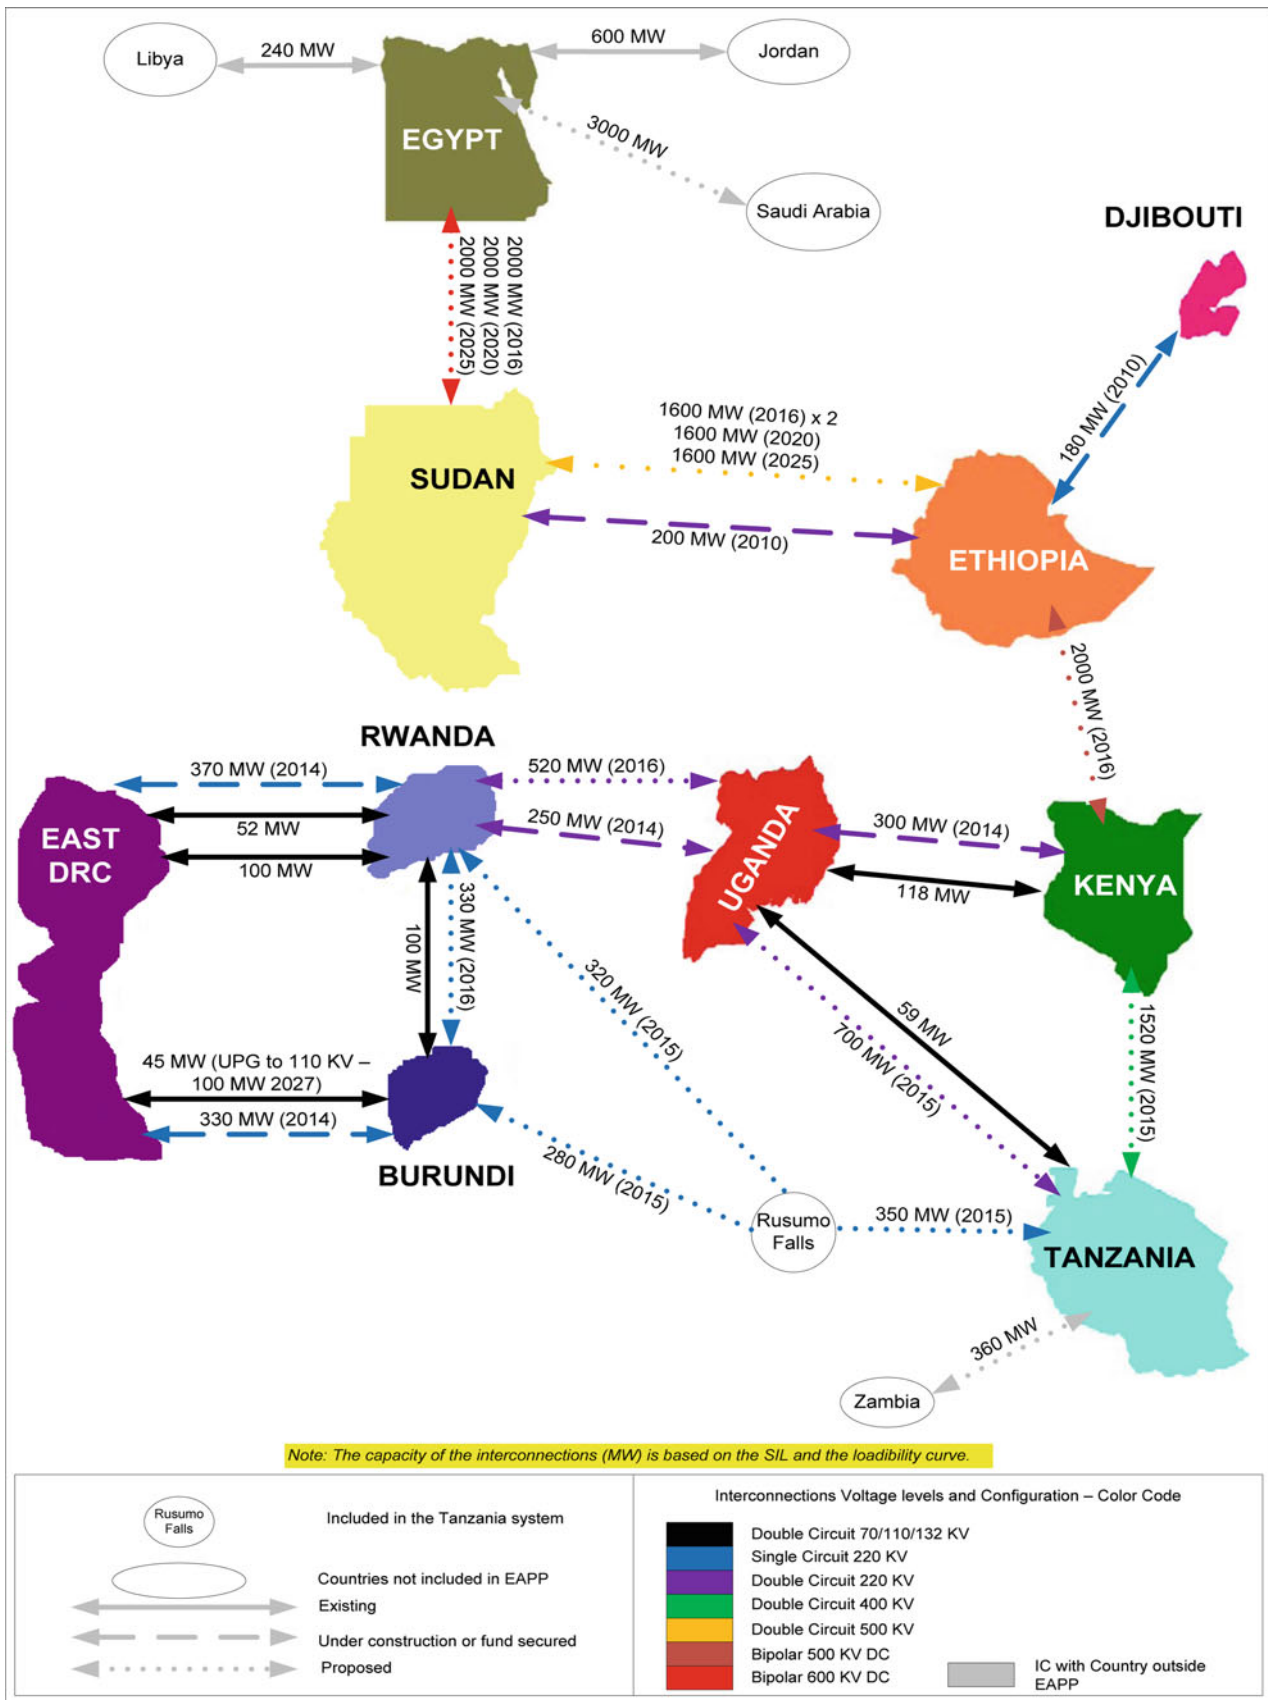 Libya
240 MW
600 MW
Jordan
EGYPT
3000 MW
Saudi Arabia
DJIBOUTI
2000 MW (2016)
2000 MW (2020)
2000 MW (2025)
180 MW (2010)
1600 MW (2016) x 2
1600 MW (2020)
1600 MW (2025)
SUDAN
200 MW (2010)
ETHIOPIA
2000 MW (2016)
RWANDA
370 MW (2014)
520 MW (2016)
52 MW
250 MW (2014)
300 MW (2014)
EAST
DRC
100 MW
UGANDA
118 MW
KENYA
100 MW
330 MW (2016)
320 MW (2015)
59 MW
700 MW (2015)
1520 MW (2015)
45 MW (UPG to 110 KV –
100 MW 2027)
330 MW (2014)
BURUNDI
280 MW (2015)
Rusumo
Falls
350 MW (2015)
TANZANIA
360 MW
Zambia
Note: The capacity of the interconnections (MW) is based on the SIL and the loadibility curve.
Rusumo
Falls
Included in the Tanzania system
Countries not included in EAPP
Existing
Under construction or fund secured
Proposed
Interconnections Voltage levels and Configuration – Color Code
Double Circuit 70/110/132 KV
Single Circuit 220 KV
Double Circuit 220 KV
Double Circuit 400 KV
Double Circuit 500 KV
Bipolar 500 KV DC
Bipolar 600 KV DC
IC with Country outside
EAPP